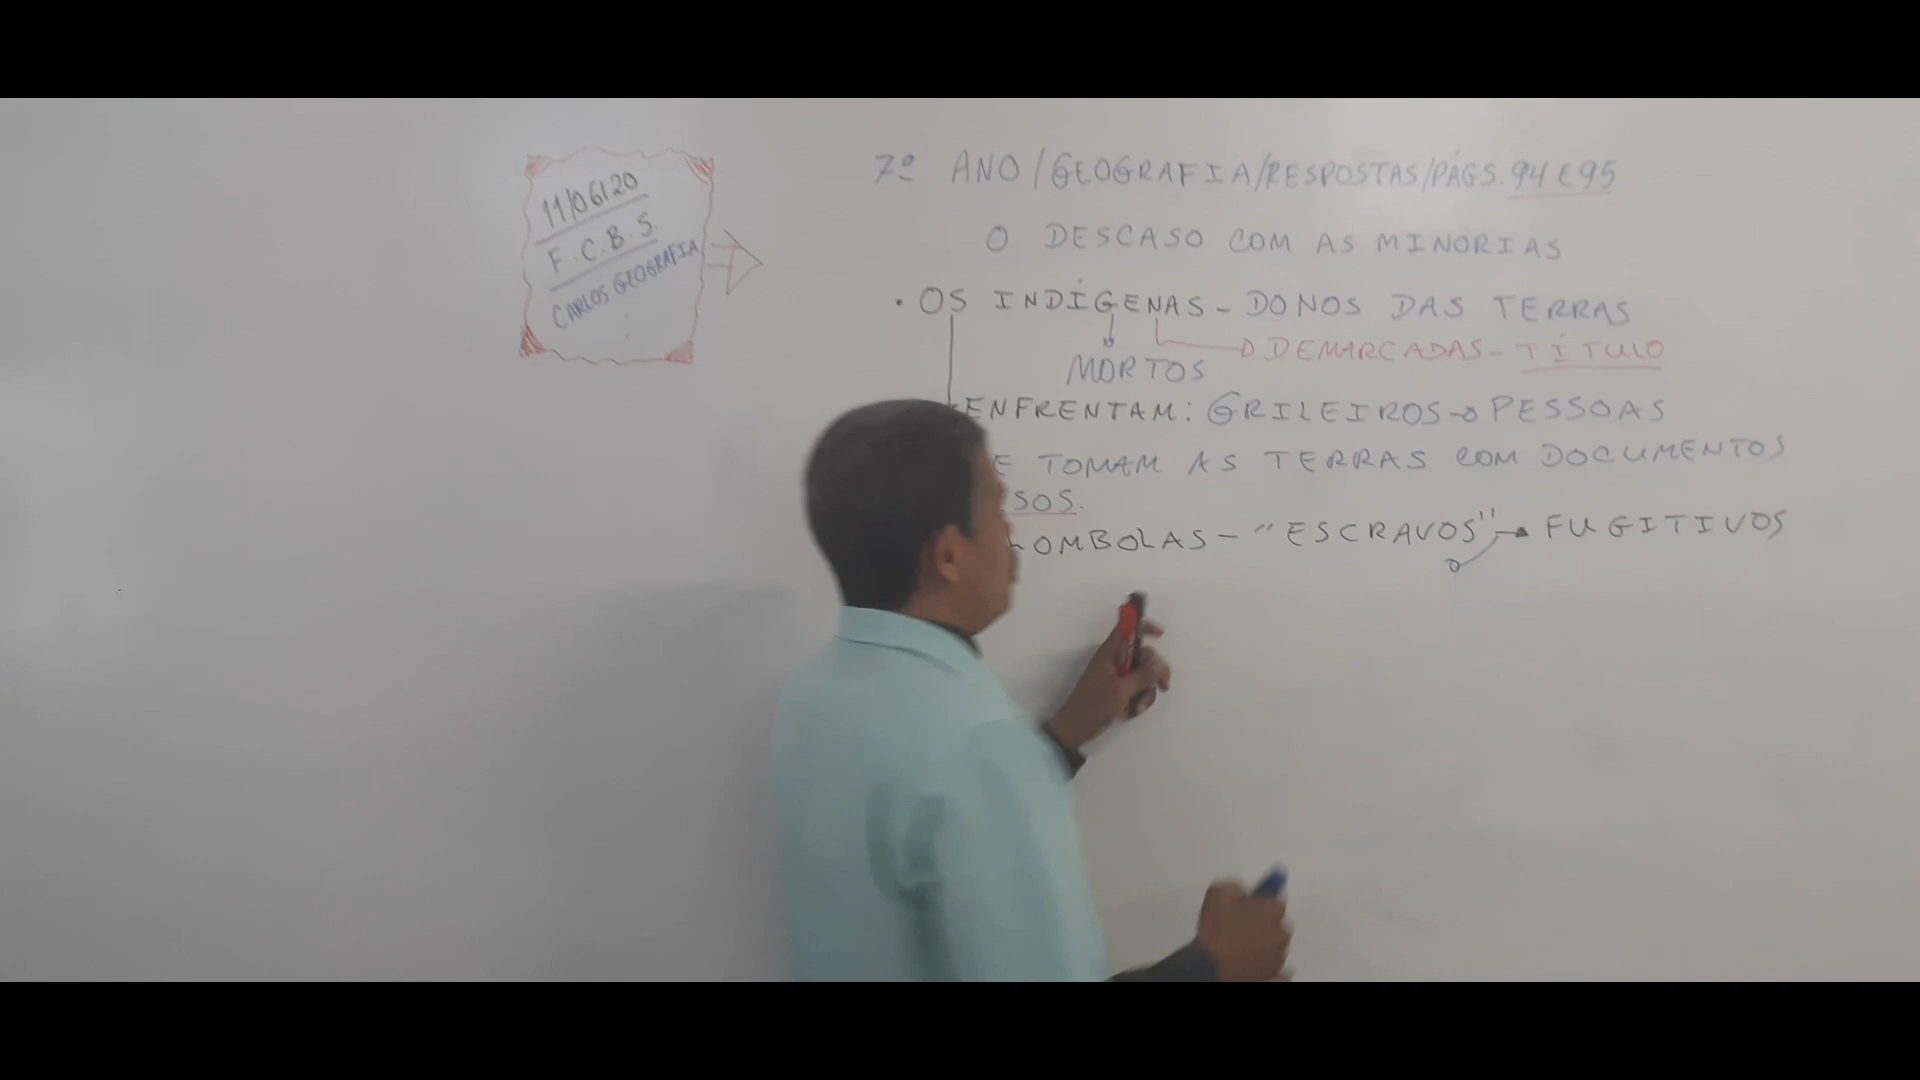 11/06/20
F.C.B.S.
CARLOS GEOGRAFIA
7º ANO/GEOGRAFIA/RESPOSTAS/PÁGS. 94 E 95
O DESCASO COM AS MINORIAS
• OS INDÍGENAS - DONOS DAS TERRAS
DEMARCADAS - TÍTULO
MORTOS
ENFRENTAM: GRILEIROS → PESSOAS
E TOMAM AS TERRAS COM DOCUMENTOS
SOS.
LOMBOLAS - "ESCRAVOS" → FUGITIVOS